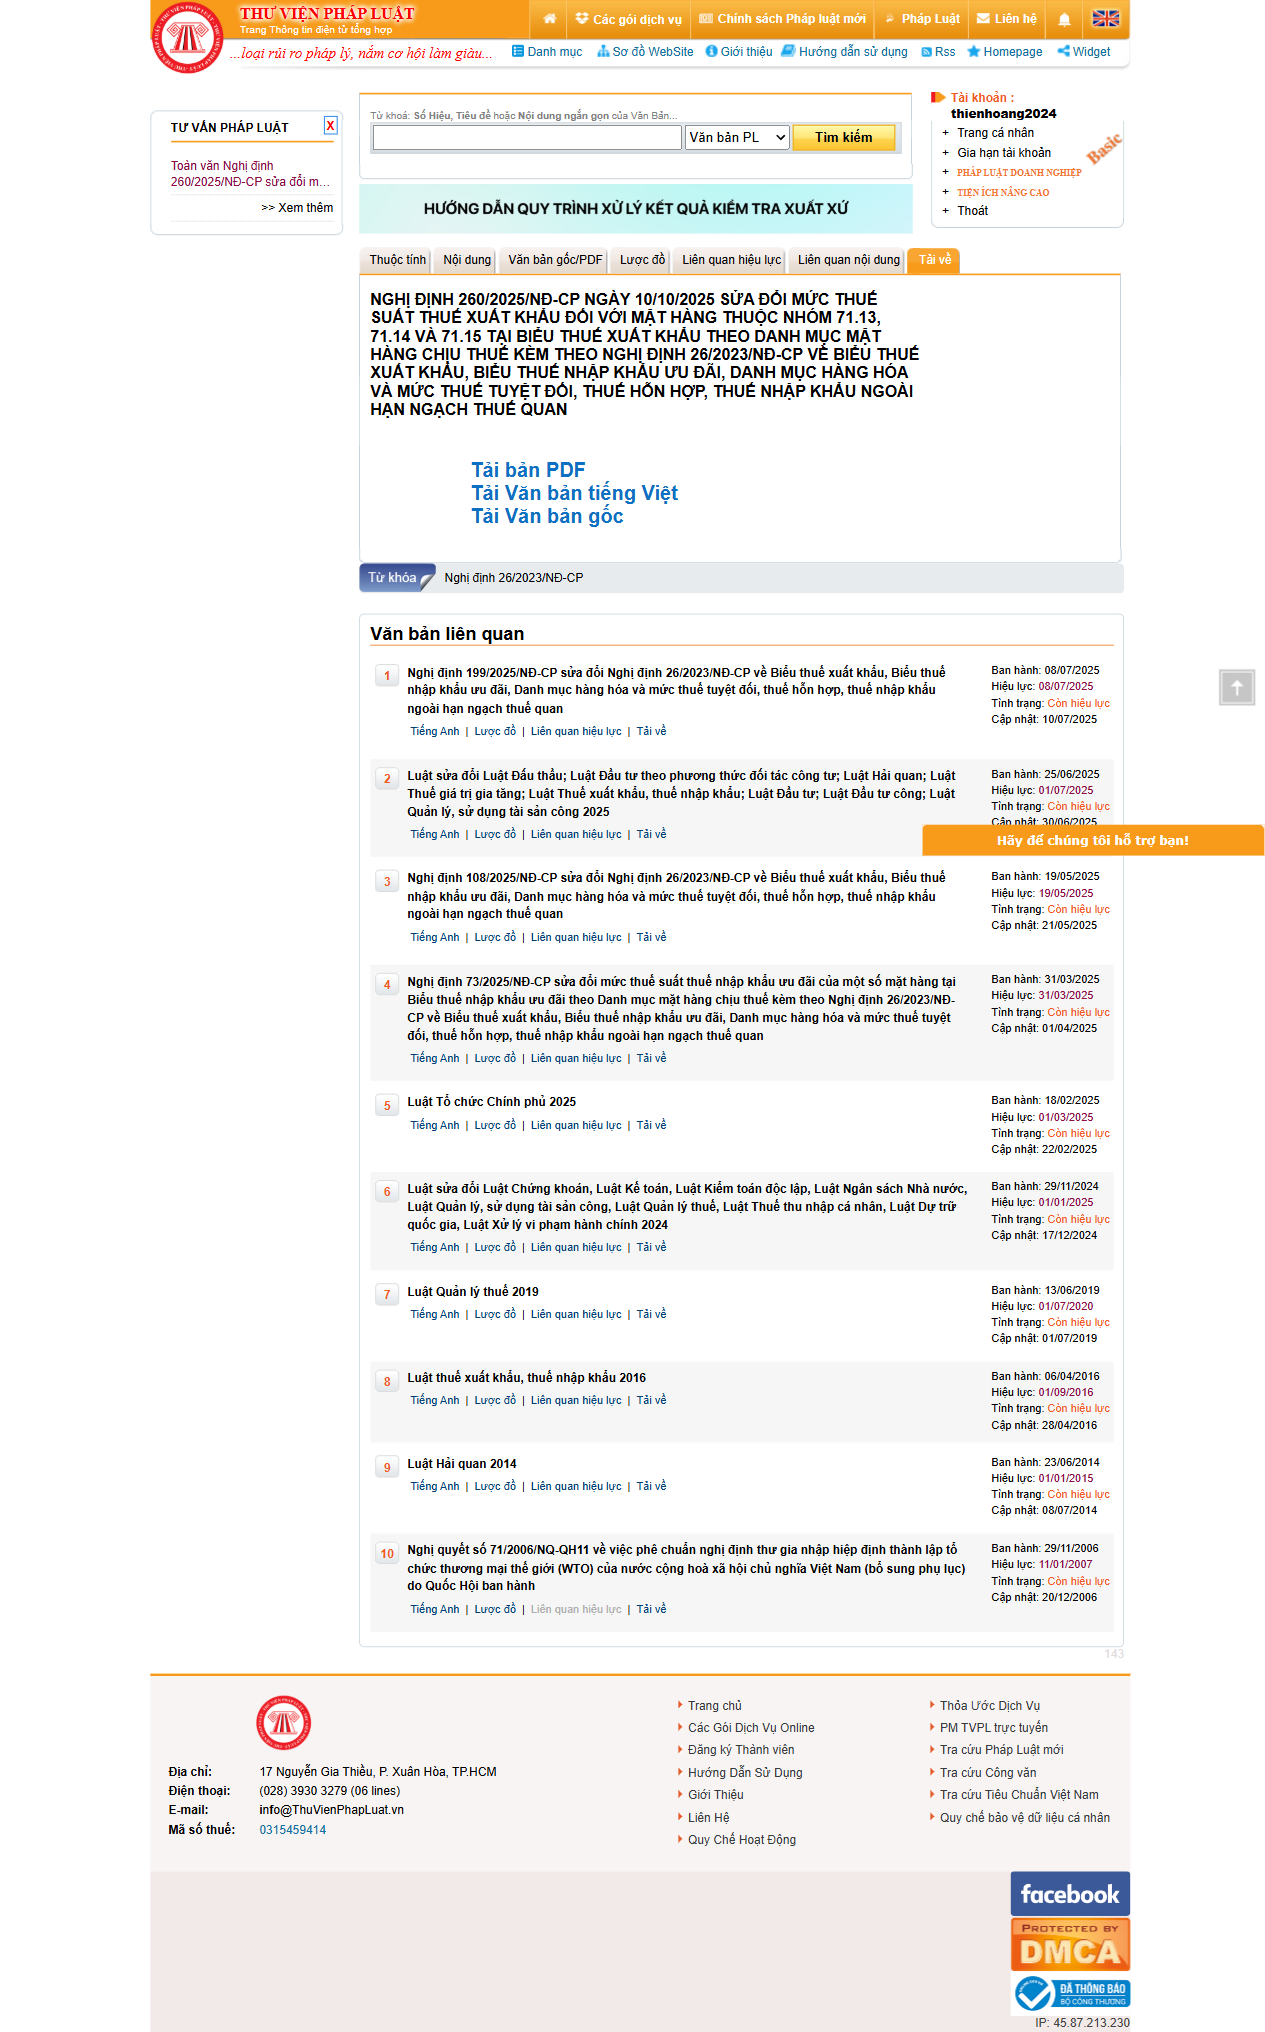 THƯ VIỆN PHÁP LUẬT
Trang Thông tin điện tử tổng hợp
...loại rủi ro pháp lý, nắm cơ hội làm giàu...
Các gói dịch vụ
Chính sách Pháp luật mới
Pháp Luật
Liên hệ
Danh mục
Sơ đồ WebSite
Giới thiệu
Hướng dẫn sử dụng
Rss
Homepage
Widget
TƯ VẤN PHÁP LUẬT
X
Toàn văn Nghị định
260/2025/NĐ-CP sửa đổi m...
>> Xem thêm
Từ khoá: Số Hiệu, Tiêu đề hoặc Nội dung ngắn gọn của Văn Bản...
Văn bản PL
Tìm kiếm
HƯỚNG DẪN QUY TRÌNH XỬ LÝ KẾT QUẢ KIỂM TRA XUẤT XỨ
Tài khoản :
thienhoang2024
+ Trang cá nhân
+ Gia hạn tài khoản
+ PHÁP LUẬT DOANH NGHIỆP
+ TIỆN ÍCH NÂNG CAO
+ Thoát
Basic
Thuộc tính
Nội dung
Văn bản gốc/PDF
Lược đồ
Liên quan hiệu lực
Liên quan nội dung
Tải về
NGHỊ ĐỊNH 260/2025/NĐ-CP NGÀY 10/10/2025 SỬA ĐỔI MỨC THUẾ
SUẤT THUẾ XUẤT KHẨU ĐỐI VỚI MẶT HÀNG THUỘC NHÓM 71.13,
71.14 VÀ 71.15 TẠI BIỂU THUẾ XUẤT KHẨU THEO DANH MỤC MẶT
HÀNG CHỊU THUẾ KÈM THEO NGHỊ ĐỊNH 26/2023/NĐ-CP VỀ BIỂU THUẾ
XUẤT KHẨU, BIỂU THUẾ NHẬP KHẨU ƯU ĐÃI, DANH MỤC HÀNG HÓA
VÀ MỨC THUẾ TUYỆT ĐỐI, THUẾ HỖN HỢP, THUẾ NHẬP KHẨU NGOÀI
HẠN NGẠCH THUẾ QUAN
Tải bản PDF
Tải Văn bản tiếng Việt
Tải Văn bản gốc
Từ khóa
Nghị định 26/2023/NĐ-CP
Văn bản liên quan
1
Nghị định 199/2025/NĐ-CP sửa đổi Nghị định 26/2023/NĐ-CP về Biểu thuế xuất khẩu, Biểu thuế
nhập khẩu ưu đãi, Danh mục hàng hóa và mức thuế tuyệt đối, thuế hỗn hợp, thuế nhập khẩu
ngoài hạn ngạch thuế quan
Tiếng Anh | Lược đồ | Liên quan hiệu lực | Tải về
Ban hành: 08/07/2025
Hiệu lực: 08/07/2025
Tình trạng: Còn hiệu lực
Cập nhật: 10/07/2025
2
Luật sửa đổi Luật Đấu thầu; Luật Đầu tư theo phương thức đối tác công tư; Luật Hải quan; Luật
Thuế giá trị gia tăng; Luật Thuế xuất khẩu, thuế nhập khẩu; Luật Đầu tư; Luật Đầu tư công; Luật
Quản lý, sử dụng tài sản công 2025
Tiếng Anh | Lược đồ | Liên quan hiệu lực | Tải về
Ban hành: 25/06/2025
Hiệu lực: 01/07/2025
Tình trạng: Còn hiệu lực
Cập nhật: 30/06/2025
Hãy để chúng tôi hỗ trợ bạn!
3
Nghị định 108/2025/NĐ-CP sửa đổi Nghị định 26/2023/NĐ-CP về Biểu thuế xuất khẩu, Biểu thuế
nhập khẩu ưu đãi, Danh mục hàng hóa và mức thuế tuyệt đối, thuế hỗn hợp, thuế nhập khẩu
ngoài hạn ngạch thuế quan
Tiếng Anh | Lược đồ | Liên quan hiệu lực | Tải về
Ban hành: 19/05/2025
Hiệu lực: 19/05/2025
Tình trạng: Còn hiệu lực
Cập nhật: 21/05/2025
4
Nghị định 73/2025/NĐ-CP sửa đổi mức thuế suất thuế nhập khẩu ưu đãi của một số mặt hàng tại
Biểu thuế nhập khẩu ưu đãi theo Danh mục mặt hàng chịu thuế kèm theo Nghị định 26/2023/NĐ-
CP về Biểu thuế xuất khẩu, Biểu thuế nhập khẩu ưu đãi, Danh mục hàng hóa và mức thuế tuyệt
đối, thuế hỗn hợp, thuế nhập khẩu ngoài hạn ngạch thuế quan
Tiếng Anh | Lược đồ | Liên quan hiệu lực | Tải về
Ban hành: 31/03/2025
Hiệu lực: 31/03/2025
Tình trạng: Còn hiệu lực
Cập nhật: 01/04/2025
5
Luật Tổ chức Chính phủ 2025
Tiếng Anh | Lược đồ | Liên quan hiệu lực | Tải về
Ban hành: 18/02/2025
Hiệu lực: 01/03/2025
Tình trạng: Còn hiệu lực
Cập nhật: 22/02/2025
6
Luật sửa đổi Luật Chứng khoán, Luật Kế toán, Luật Kiểm toán độc lập, Luật Ngân sách Nhà nước,
Luật Quản lý, sử dụng tài sản công, Luật Quản lý thuế, Luật Thuế thu nhập cá nhân, Luật Dự trữ
quốc gia, Luật Xử lý vi phạm hành chính 2024
Tiếng Anh | Lược đồ | Liên quan hiệu lực | Tải về
Ban hành: 29/11/2024
Hiệu lực: 01/01/2025
Tình trạng: Còn hiệu lực
Cập nhật: 17/12/2024
7
Luật Quản lý thuế 2019
Tiếng Anh | Lược đồ | Liên quan hiệu lực | Tải về
Ban hành: 13/06/2019
Hiệu lực: 01/07/2020
Tình trạng: Còn hiệu lực
Cập nhật: 01/07/2019
8
Luật thuế xuất khẩu, thuế nhập khẩu 2016
Tiếng Anh | Lược đồ | Liên quan hiệu lực | Tải về
Ban hành: 06/04/2016
Hiệu lực: 01/09/2016
Tình trạng: Còn hiệu lực
Cập nhật: 28/04/2016
9
Luật Hải quan 2014
Tiếng Anh | Lược đồ | Liên quan hiệu lực | Tải về
Ban hành: 23/06/2014
Hiệu lực: 01/01/2015
Tình trạng: Còn hiệu lực
Cập nhật: 08/07/2014
10
Nghị quyết số 71/2006/NQ-QH11 về việc phê chuẩn nghị định thư gia nhập hiệp định thành lập tổ
chức thương mại thế giới (WTO) của nước cộng hoà xã hội chủ nghĩa Việt Nam (bổ sung phụ lục)
do Quốc Hội ban hành
Tiếng Anh | Lược đồ | Liên quan hiệu lực | Tải về
Ban hành: 29/11/2006
Hiệu lực: 11/01/2007
Tình trạng: Còn hiệu lực
Cập nhật: 20/12/2006
143
Địa chỉ: 17 Nguyễn Gia Thiều, P. Xuân Hòa, TP.HCM
Điện thoại: (028) 3930 3279 (06 lines)
E-mail: info@ThuVienPhapLuat.vn
Mã số thuế: 0315459414
Trang chủ
Các Gói Dịch Vụ Online
Đăng ký Thành viên
Hướng Dẫn Sử Dụng
Giới Thiệu
Liên Hệ
Quy Chế Hoạt Động
Thỏa Ước Dịch Vụ
PM TVPL trực tuyến
Tra cứu Pháp Luật mới
Tra cứu Công văn
Tra cứu Tiêu Chuẩn Việt Nam
Quy chế bảo vệ dữ liệu cá nhân
facebook
PROTECTED BY
DMCA
ĐÃ THÔNG BÁO
BỘ CÔNG THƯƠNG
IP: 45.87.213.230